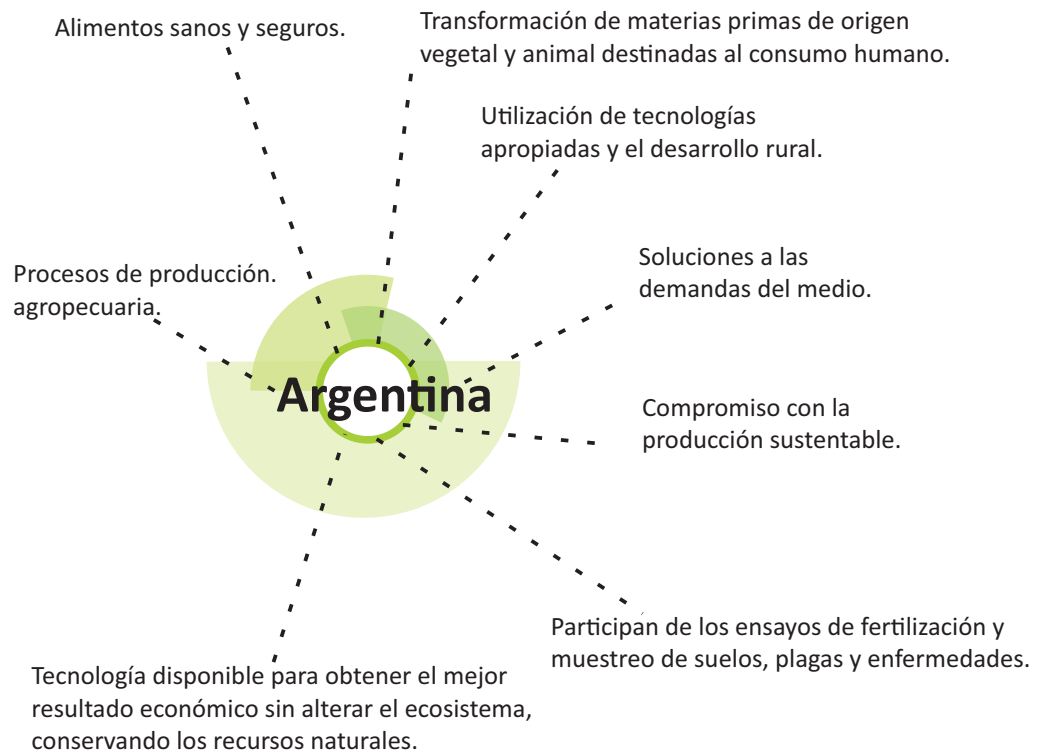 Alimentos sanos y seguros.
Transformación de materias primas de origen
vegetal y animal destinadas al consumo humano.
Utilización de tecnologías
apropiadas y el desarrollo rural.
Procesos de producción.
agropecuaria.
Soluciones a las
demandas del medio.
Argentina
Compromiso con la
producción sustentable.
Participan de los ensayos de fertilización y
muestreo de suelos, plagas y enfermedades.
Tecnología disponible para obtener el mejor
resultado económico sin alterar el ecosistema,
conservando los recursos naturales.